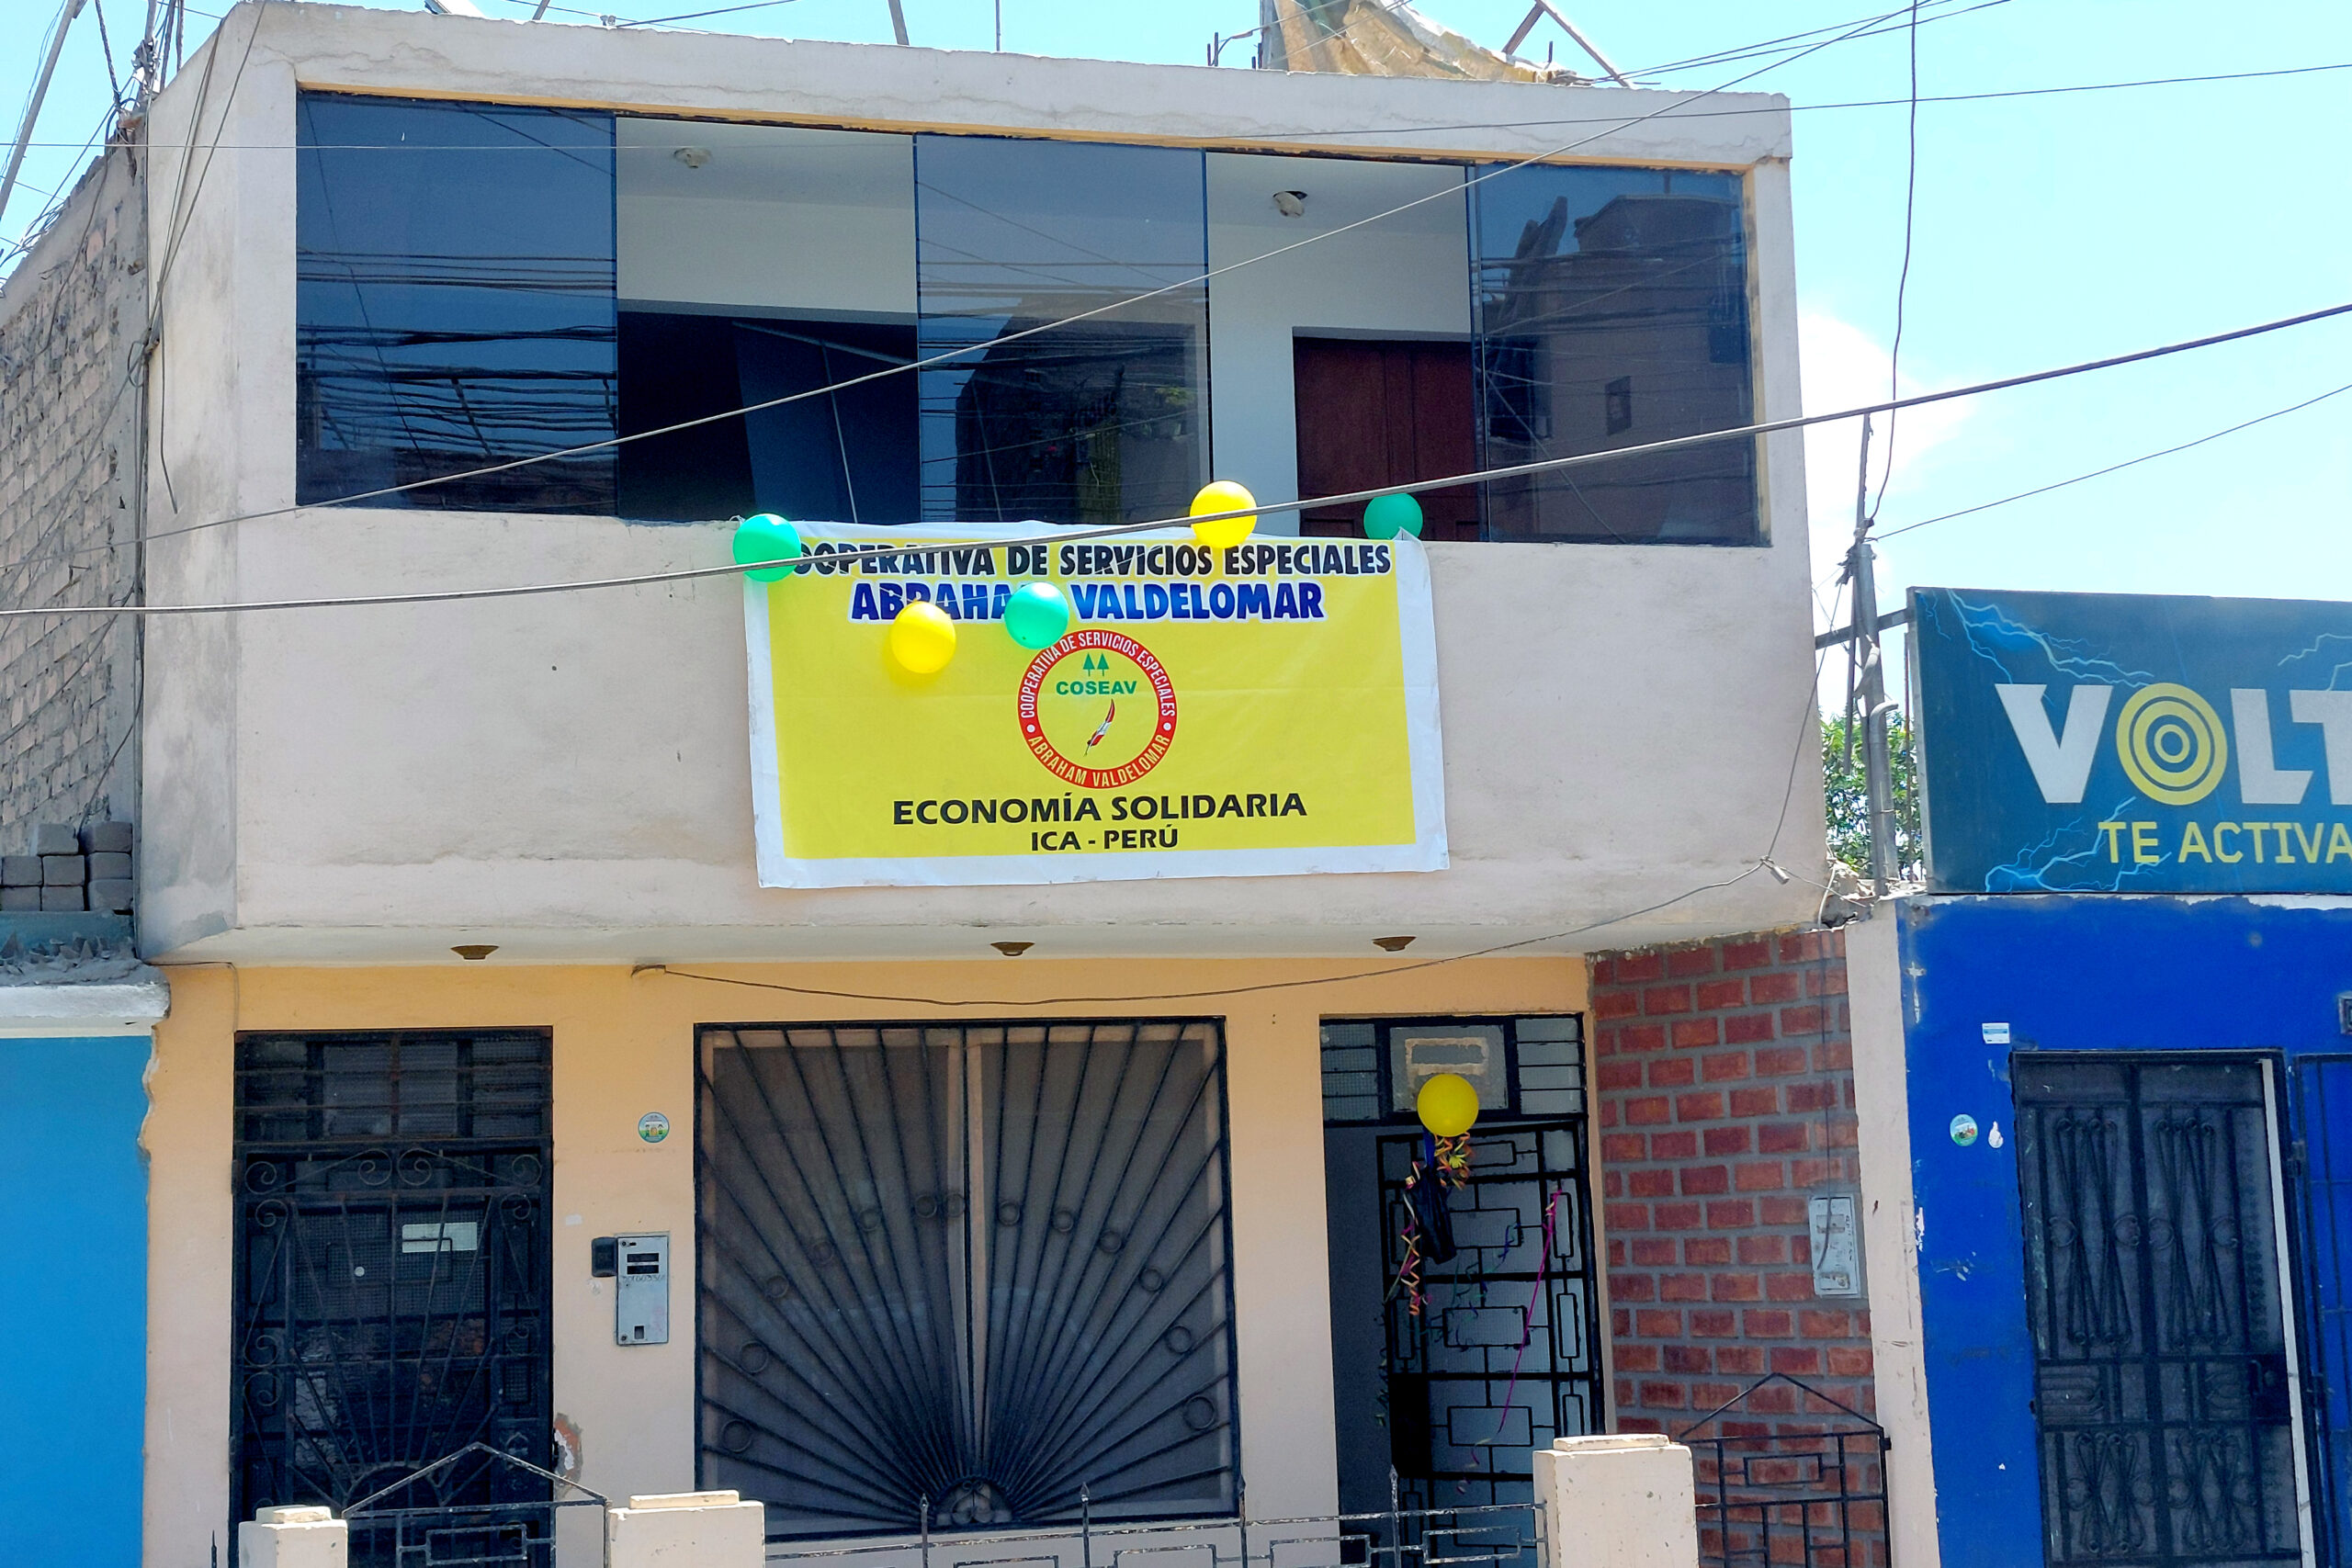 COOPERATIVA DE SERVICIOS ESPECIALES
ABRAHAM VALDELOMAR
COOPERATIVA DE SERVICIOS ESPECIALES
COSEAV
ABRAHAM VALDELOMAR
ECONOMÍA SOLIDARIA
ICA - PERÚ
VOLT
TE ACTIVA